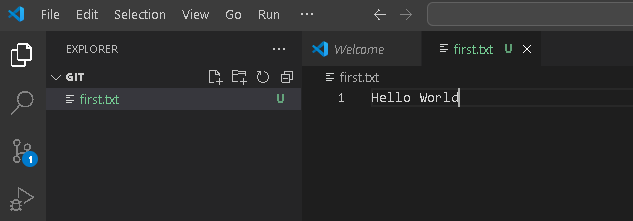 File Edit Selection View Go Run ...
EXPLORER ...
Welcome
first.txt U
GIT
first.txt U
first.txt
1 Hello World
1